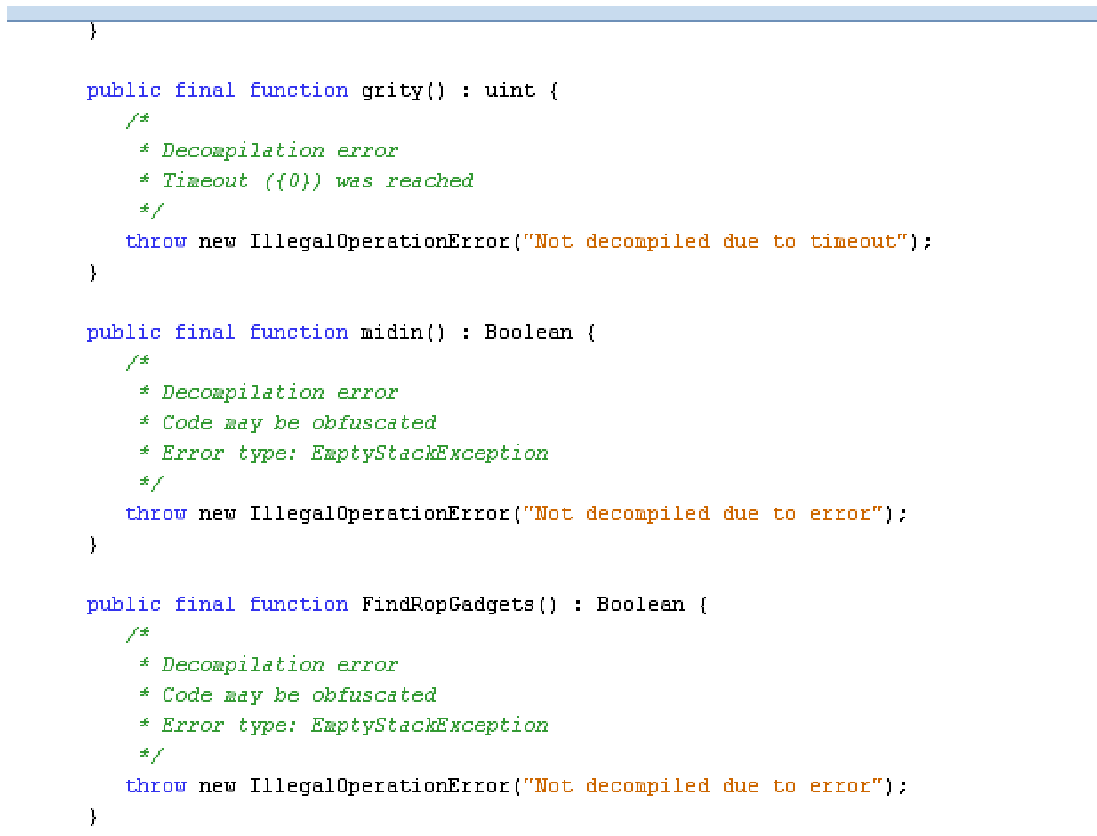 }
public final function grity() : uint {
/*
* Decompilation error
* Timeout ({0}) was reached
*/
throw new IllegalOperationError("Not decompiled due to timeout");
}
public final function midin() : Boolean {
/*
* Decompilation error
* Code may be obfuscated
* Error type: EmptyStackException
*/
throw new IllegalOperationError("Not decompiled due to error");
}
public final function FindRopGadgets() : Boolean {
/*
* Decompilation error
* Code may be obfuscated
* Error type: EmptyStackException
*/
throw new IllegalOperationError("Not decompiled due to error");
}